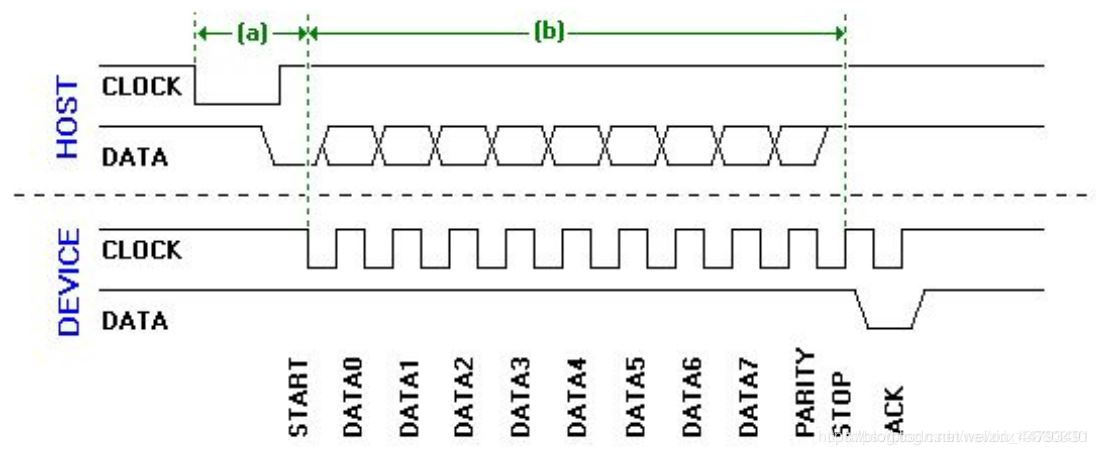 (a)
(b)
HOST
CLOCK
DATA
DEVICE
CLOCK
DATA
START
DATA0
DATA1
DATA2
DATA3
DATA4
DATA5
DATA6
DATA7
PARITY
STOP
ACK